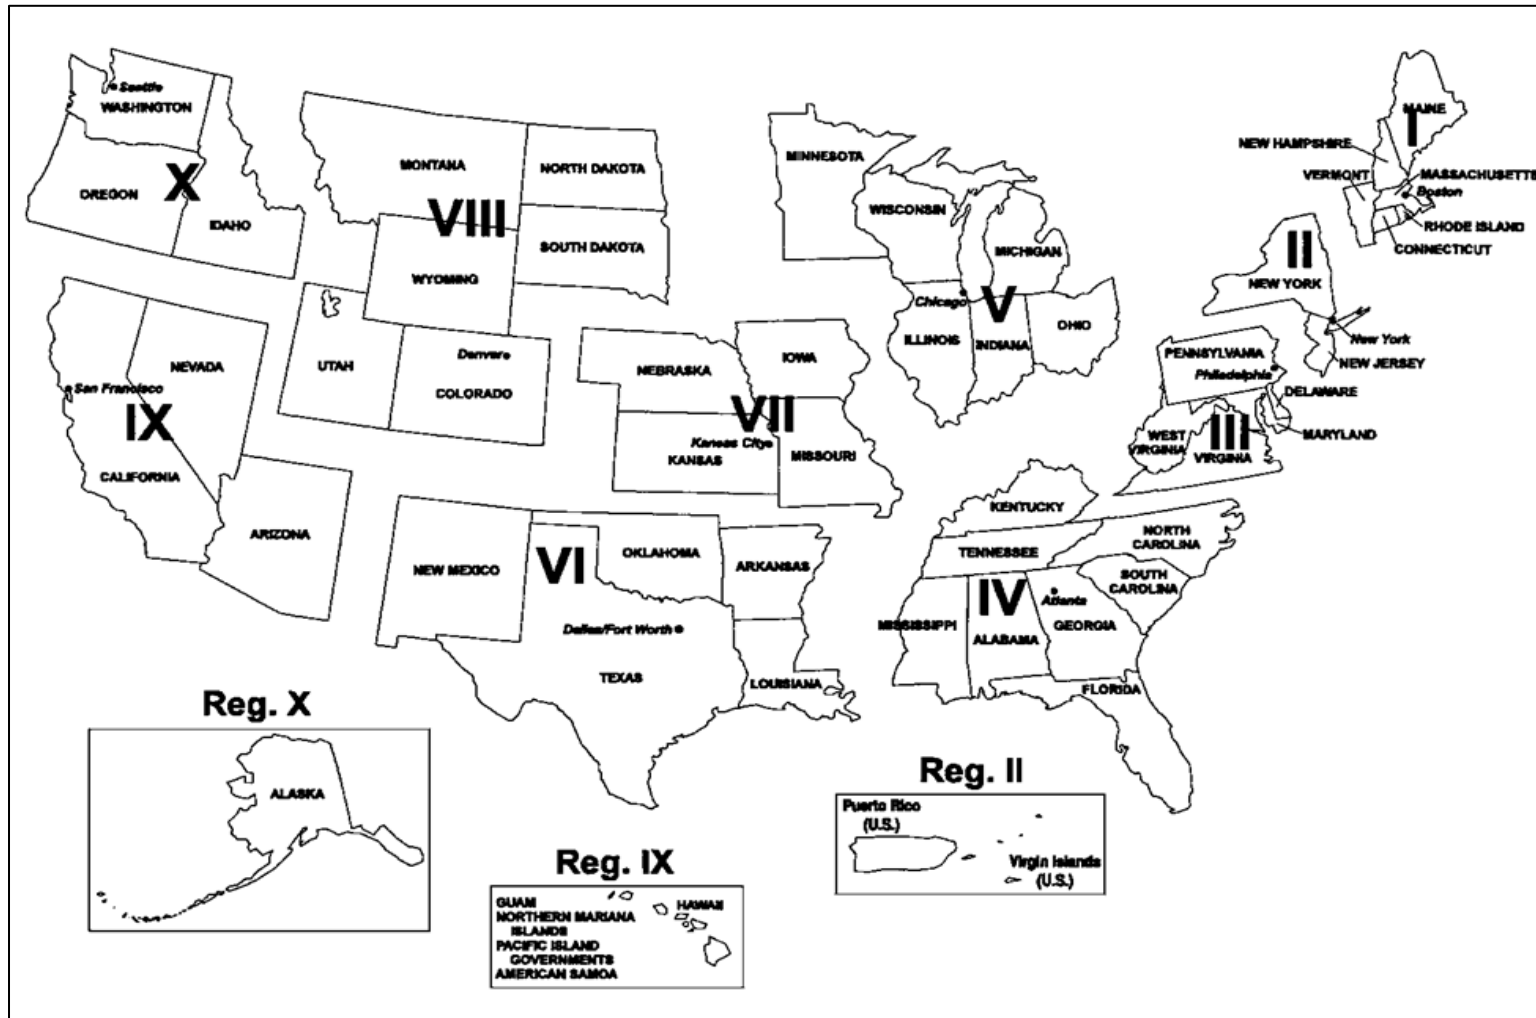 Seattle
WASHINGTON
OREGON
X
IDAHO
MONTANA
NORTH DAKOTA
VIII
SOUTH DAKOTA
WYOMING
UTAH
Denver
COLORADO
NEVADA
San Francisco
IX
CALIFORNIA
ARIZONA
NEBRASKA
IOWA
VII
Kansas City
KANSAS
MISSOURI
MINNESOTA
WISCONSIN
MICHIGAN
Chicago
V
ILLINOIS
INDIANA
OHIO
MAINE
I
NEW HAMPSHIRE
VERMONT
MASSACHUSETTS
Boston
RHODE ISLAND
CONNECTICUT
II
NEW YORK
New York
NEW JERSEY
PENNSYLVANIA
Philadelphia
DELAWARE
MARYLAND
III
WEST
VIRGINIA
VIRGINIA
KENTUCKY
TENNESSEE
NORTH
CAROLINA
SOUTH
CAROLINA
IV
Atlanta
MISSISSIPPI
ALABAMA
GEORGIA
FLORIDA
NEW MEXICO
VI
OKLAHOMA
ARKANSAS
Dallas/Fort Worth
TEXAS
LOUISIANA
Reg. X
ALASKA
Reg. IX
GUAM
HAWAII
NORTHERN MARIANA
ISLANDS
PACIFIC ISLAND
GOVERNMENTS
AMERICAN SAMOA
Reg. II
Puerto Rico
(U.S.)
Virgin Islands
(U.S.)